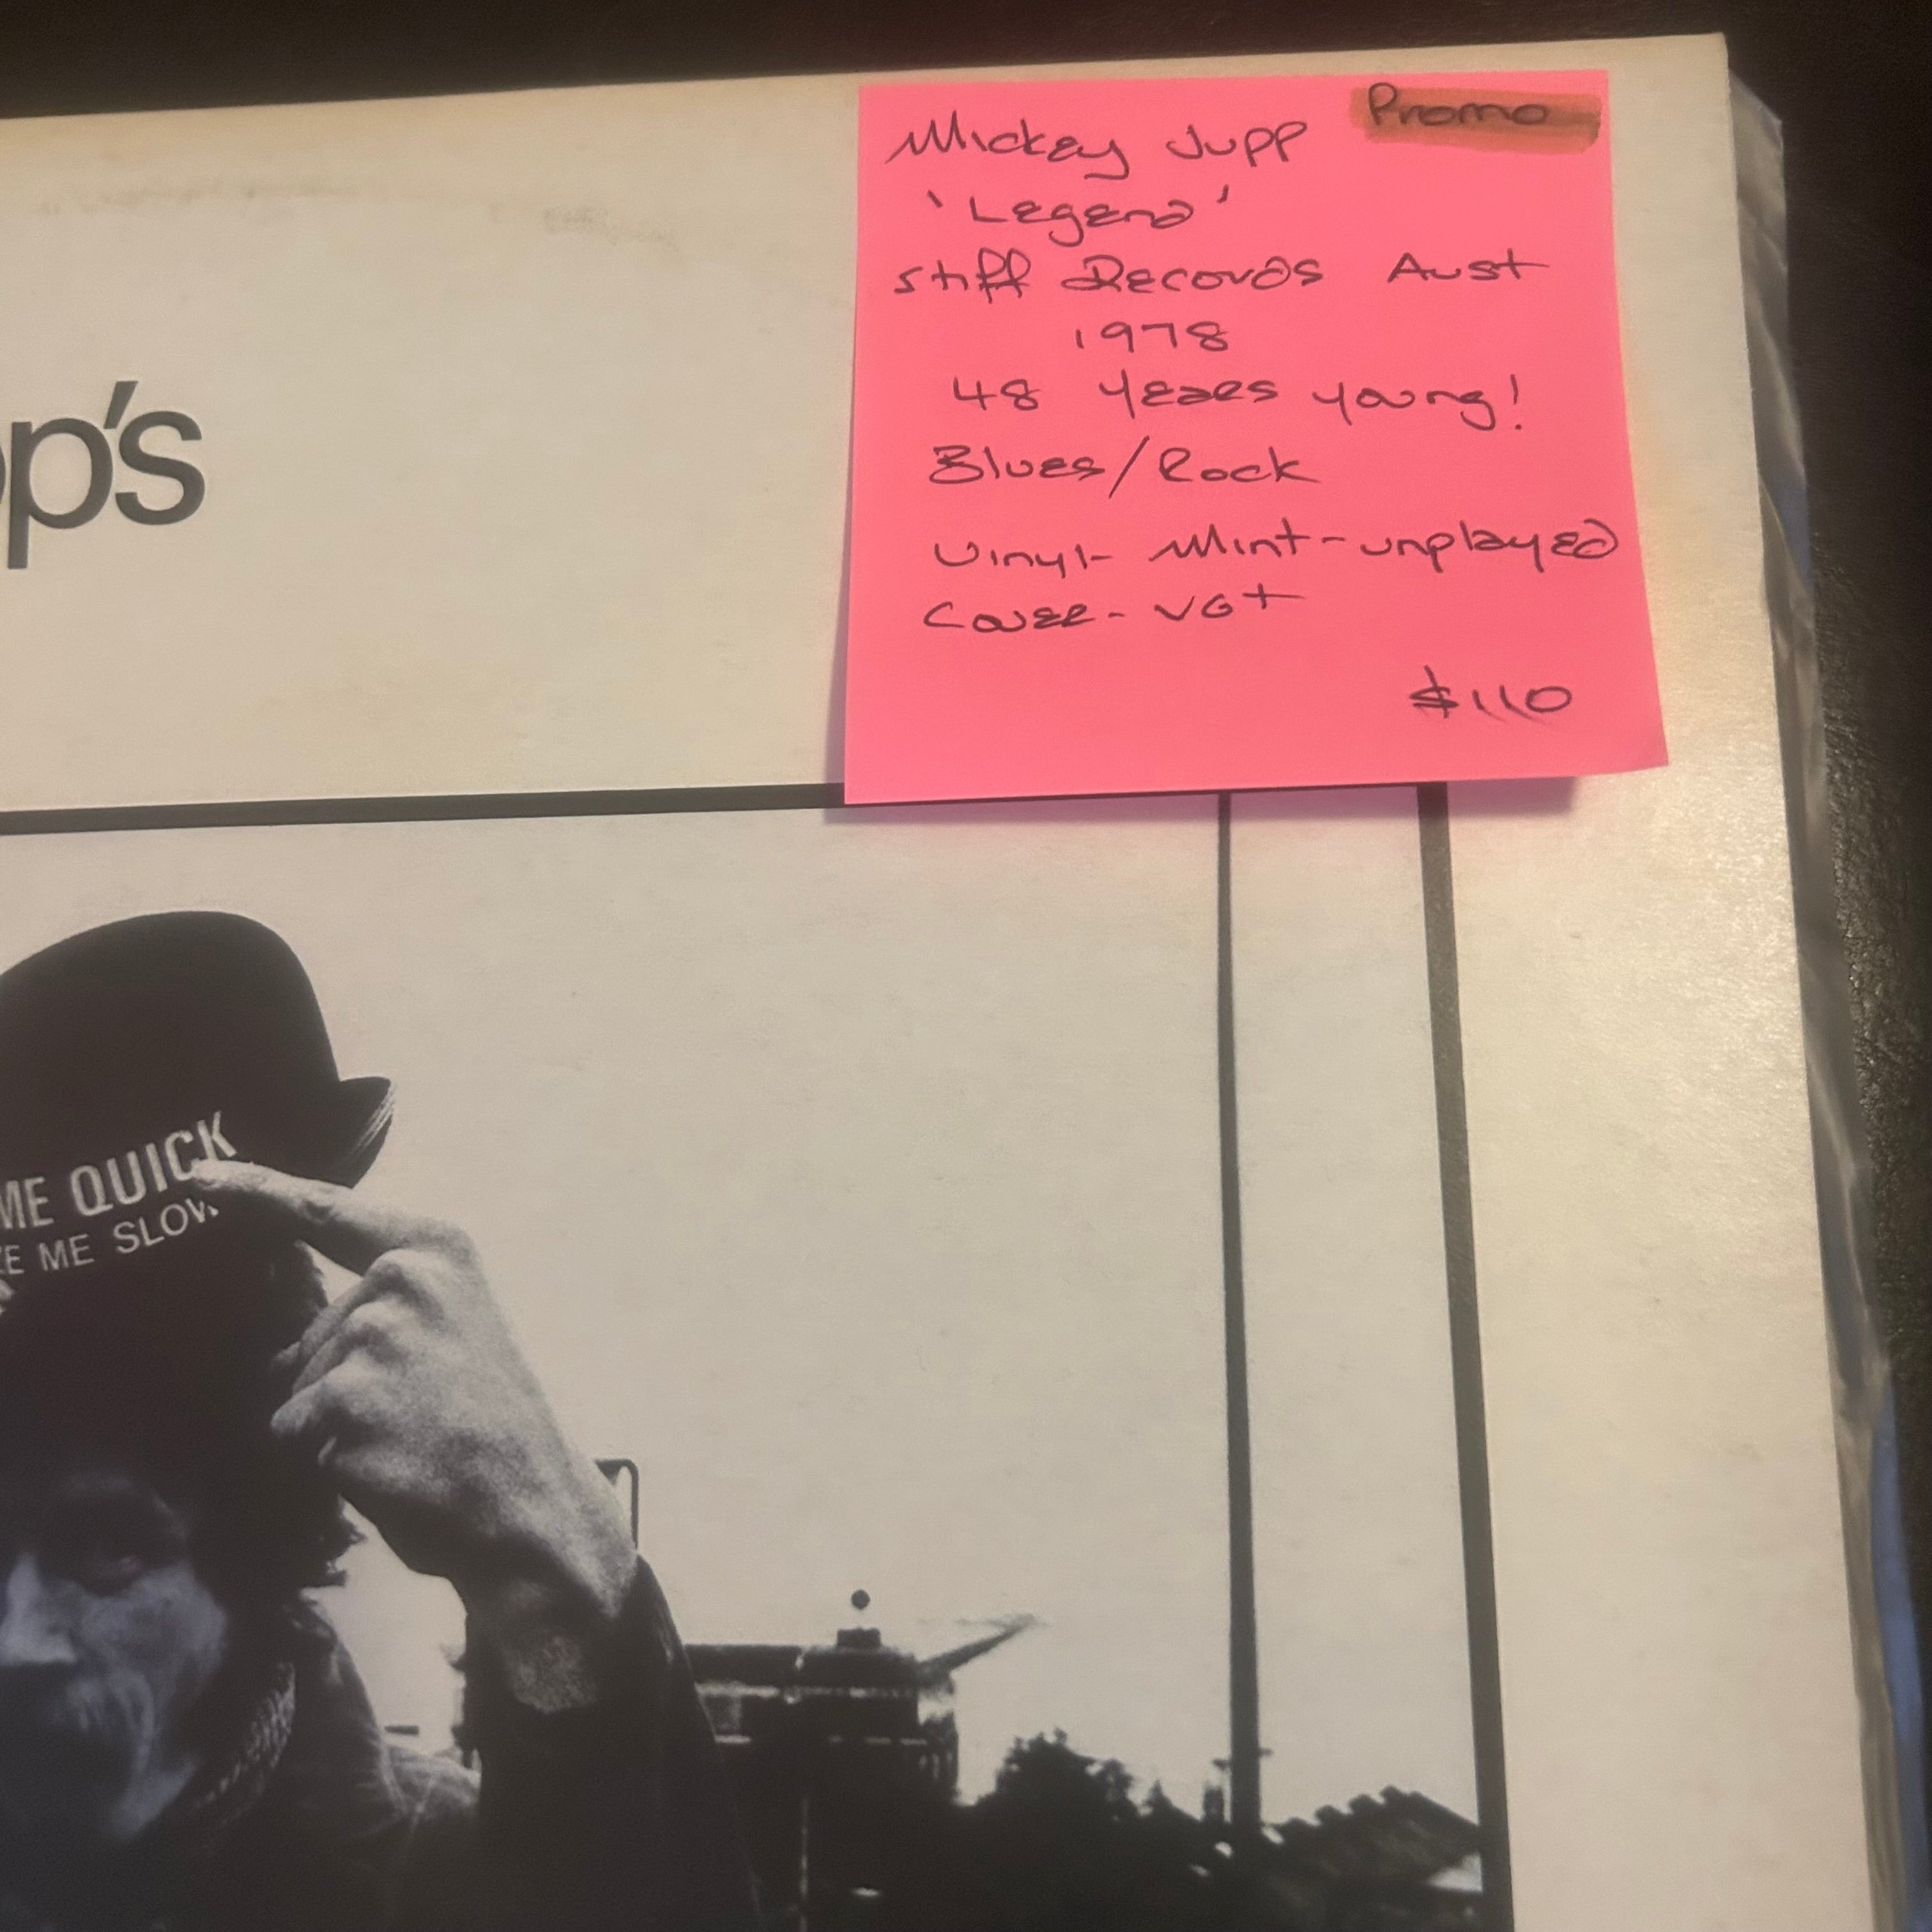 Mickey Jupp Promo
'Legend'
Stiff Records Aust
1978
48 Years Young!
Blues/Rock
Vinyl- Mint-unplayed
Cover- VG+
$110
p's
ME QUICK
ME SLOW